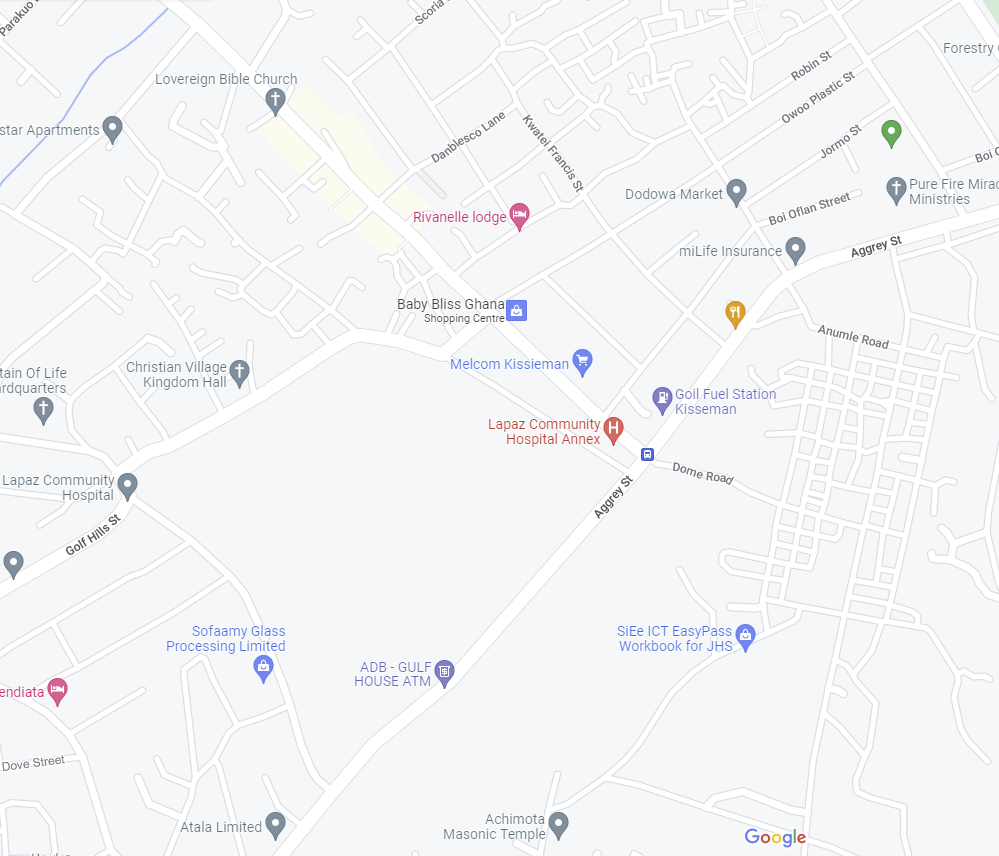 Parakuo
Scoria
Forestry
Robin St
Lovereign Bible Church
Owoo Plastic St
star Apartments
Danblesco Lane
Kwatei Francis St
Jormo St
Boi
Pure Fire Mirac
Ministries
Dodowa Market
Rivanelle lodge
Boi Oflan Street
miLife Insurance
Aggrey St
Baby Bliss Ghana
Shopping Centre
Anumle Road
Christian Village
Kingdom Hall
tain Of Life
rdquarters
Melcom Kissieman
Goil Fuel Station
Kisseman
Lapaz Community
Hospital Annex
Dome Road
Lapaz Community
Hospital
Aggrey St
Golf Hills St
Sofaamy Glass
Processing Limited
SiEe ICT EasyPass
Workbook for JHS
ADB - GULF
HOUSE ATM
endiata
Dove Street
Atala Limited
Achimota
Masonic Temple
Google